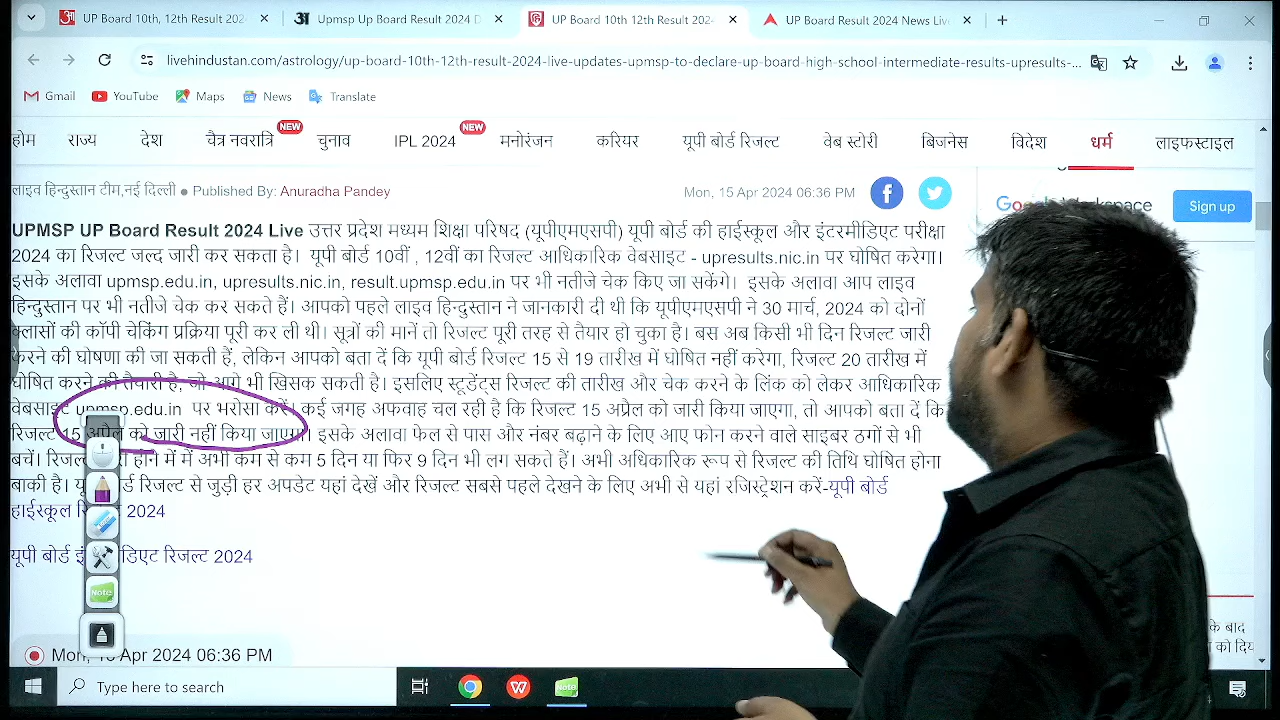 UP Board 10th, 12th Result 202
Upmsp Up Board Result 2024 D
UP Board 10th 12th Result 202
UP Board Result 2024 News Live
livehindustan.com/astrology/up-board-10th-12th-result-2024-live-updates-upmsp-to-declare-up-board-high-school-intermediate-results-upresults-...
Gmail YouTube Maps News Translate
होम राज्य देश चैत्र नवरात्रि NEW चुनाव IPL 2024 NEW मनोरंजन करियर यूपी बोर्ड रिजल्ट वेब स्टोरी बिजनेस विदेश धर्म लाइफस्टाइल
लाइव हिन्दुस्तान टीम,नई दिल्ली ● Published By: Anuradha Pandey
Mon, 15 Apr 2024 06:36 PM
Sign up
UPMSP UP Board Result 2024 Live उत्तर प्रदेश मध्यम शिक्षा परिषद (यूपीएमएसपी) यूपी बोर्ड की हाईस्कूल और इंटरमीडिएट परीक्षा
2024 का रिजल्ट जल्द जारी कर सकता है। यूपी बोर्ड 10वीं , 12वीं का रिजल्ट आधिकारिक वेबसाइट - upresults.nic.in पर घोषित करेगा।
इसके अलावा upmsp.edu.in, upresults.nic.in, result.upmsp.edu.in पर भी नतीजे चेक किए जा सकेंगे। इसके अलावा आप लाइव
हिन्दुस्तान पर भी नतीजे चेक कर सकते हैं। आपको पहले लाइव हिन्दुस्तान ने जानकारी दी थी कि यूपीएमएसपी ने 30 मार्च, 2024 को दोनों
क्लासों की कॉपी चेकिंग प्रक्रिया पूरी कर ली थी। सूत्रों की मानें तो रिजल्ट पूरी तरह से तैयार हो चुका है। बस अब किसी भी दिन रिजल्ट जारी
करने की घोषणा की जा सकती हैं, लेकिन आपको बता दें कि यूपी बोर्ड रिजल्ट 15 से 19 तारीख में घोषित नहीं करेगा, रिजल्ट 20 तारीख में
घोषित करने की तैयारी है, जो आगे भी खिसक सकती है। इसलिए स्टूडेंट्स रिजल्ट की तारीख और चेक करने के लिंक को लेकर आधिकारिक
वेबसाइट upmsp.edu.in पर भरोसा करें। कई जगह अफवाह चल रही है कि रिजल्ट 15 अप्रैल को जारी किया जाएगा, तो आपको बता दें कि
रिजल्ट 15 अप्रैल को जारी नहीं किया जाएगा। इसके अलावा फेल से पास और नंबर बढ़ाने के लिए आए फोन करने वाले साइबर ठगों से भी
बचें। होने में में अभी कम से कम 5 दिन या फिर 9 दिन भी लग सकते हैं। अभी अधिकारिक रूप से रिजल्ट की तिथि घोषित होना
बाकी है। रिजल्ट से जुड़ी हर अपडेट यहां देखें और रिजल्ट सबसे पहले देखने के लिए अभी से यहां रजिस्ट्रेशन करें-यूपी बोर्ड
हाईस्कूल 2024
यूपी बोर्ड रिजल्ट 2024
Mon, Apr 2024 06:36 PM
के बाद
Note
Type here to search
Note